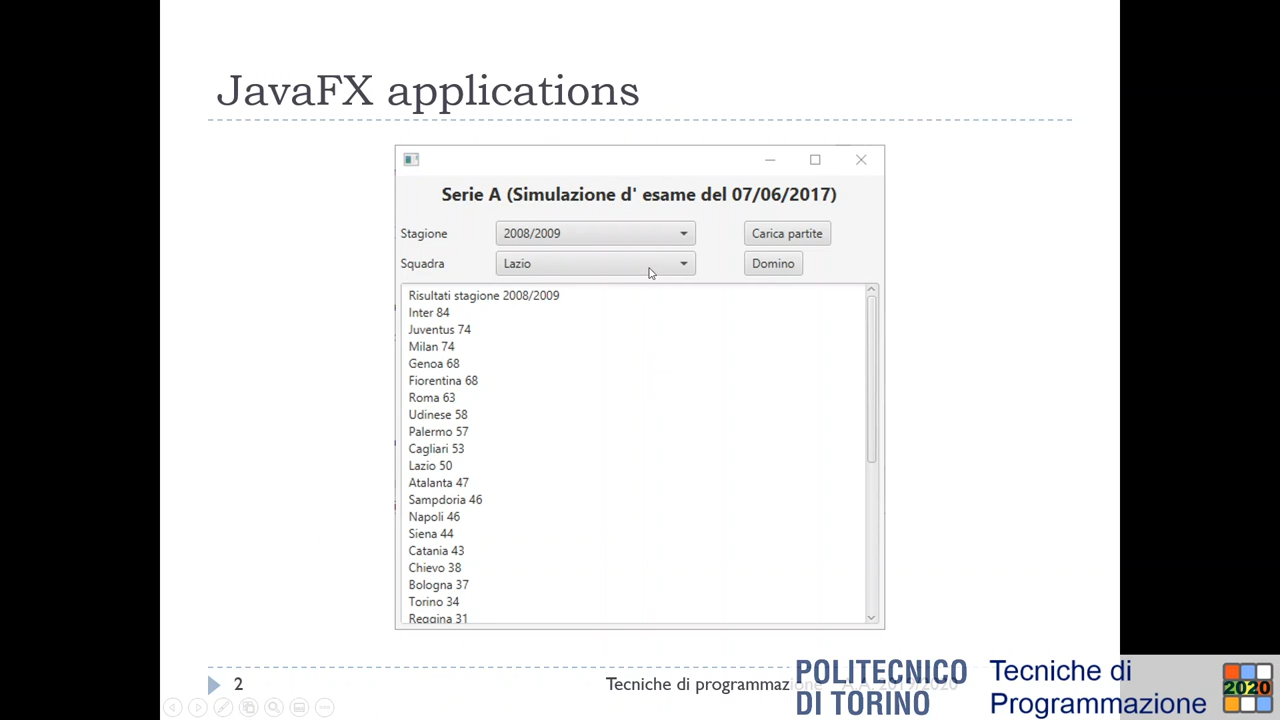 JavaFX applications
Serie A (Simulazione d' esame del 07/06/2017)
Stagione 2008/2009 Carica partite
Squadra Lazio Domino
Risultati stagione 2008/2009
Inter 84
Juventus 74
Milan 74
Genoa 68
Fiorentina 68
Roma 63
Udinese 58
Palermo 57
Cagliari 53
Lazio 50
Atalanta 47
Sampdoria 46
Napoli 46
Siena 44
Catania 43
Chievo 38
Bologna 37
Torino 34
Reggina 31
2 Tecniche di programmazione A.A. 2019/2020
POLITECNICO
DI TORINO
Tecniche di
Programmazione
2020